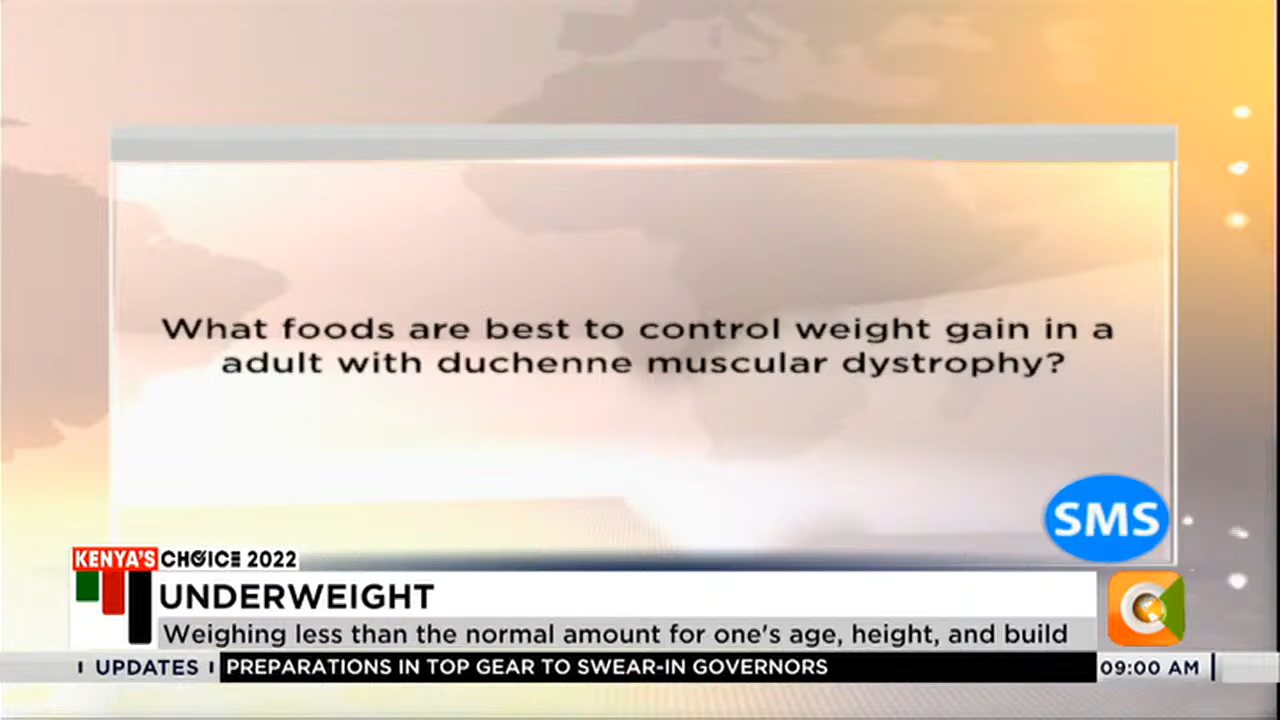 What foods are best to control weight gain in a
adult with duchenne muscular dystrophy?
SMS
KENYA'S CHOICE 2022
UNDERWEIGHT
Weighing less than the normal amount for one's age, height, and build
UPDATES
PREPARATIONS IN TOP GEAR TO SWEAR-IN GOVERNORS
09:00 AM